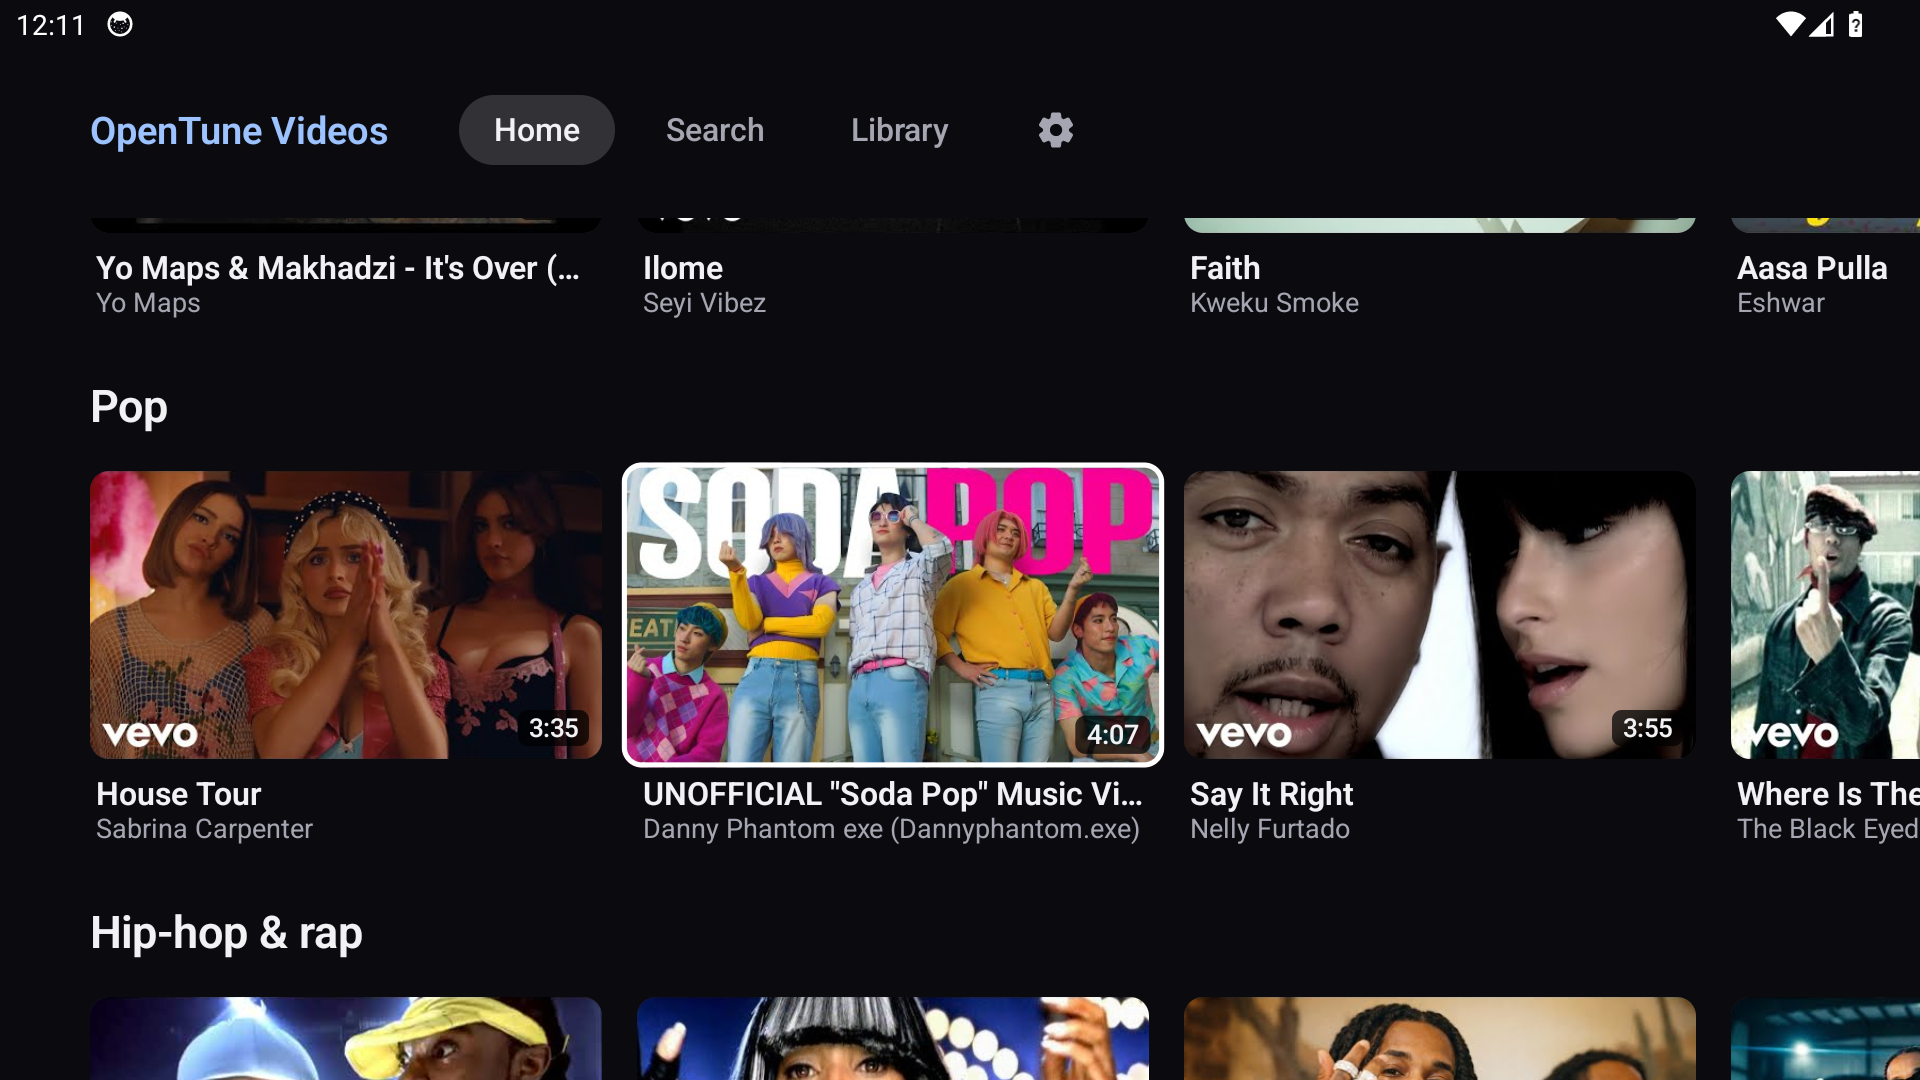 12:11
OpenTune Videos
Home
Search
Library
Yo Maps & Makhadzi - It's Over (...
Yo Maps
Ilome
Seyi Vibez
Faith
Kweku Smoke
Aasa Pulla
Eshwar
Pop
vevo
3:35
SODA POP
EAT
4:07
vevo
3:55
vevo
House Tour
Sabrina Carpenter
UNOFFICIAL "Soda Pop" Music Vi...
Danny Phantom exe (Dannyphantom.exe)
Say It Right
Nelly Furtado
Where Is The
The Black Eyed
Hip-hop & rap